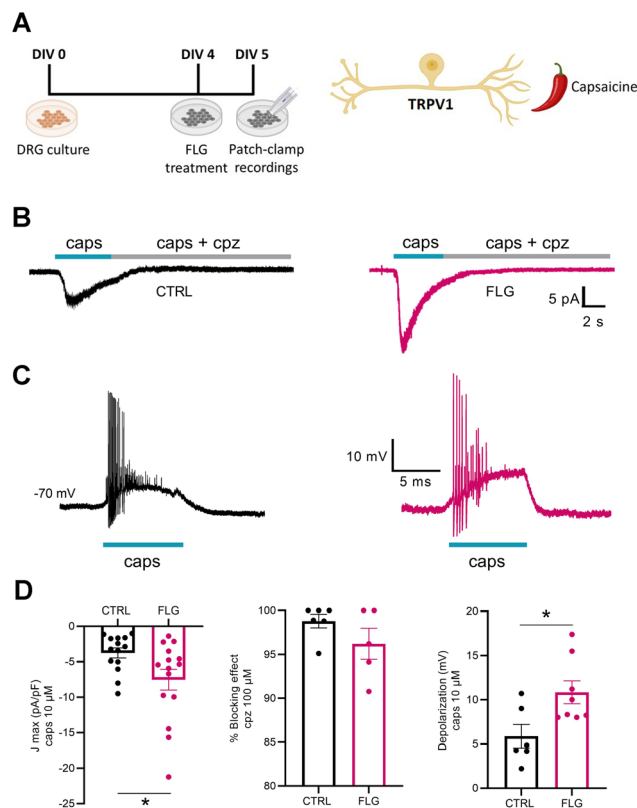 A
DIV 0
DIV 4
DIV 5
DRG culture
FLG
treatment
Patch-clamp
recordings
TRPV1
Capsaicine
B
caps
caps + cpz
CTRL
caps
caps + cpz
FLG
5 pA
2 s
C
-70 mV
caps
10 mV
5 ms
caps
D
CTRL
FLG
0
-5
-10
-15
-20
-25
J max (pA/pF)
caps 10 µM
*
100
95
90
85
80
% Blocking effect
cpz 100 µM
CTRL
FLG
20
15
10
5
0
Depolarization (mV)
caps 10 µM
*
CTRL
FLG